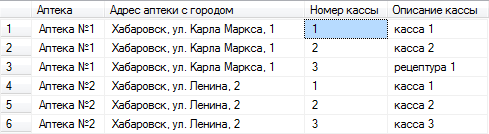 Аптека Адрес аптеки с городом Номер кассы Описание кассы
1 Аптека №1 Хабаровск, ул. Карла Маркса, 1 1 касса 1
2 Аптека №1 Хабаровск, ул. Карла Маркса, 1 2 касса 2
3 Аптека №1 Хабаровск, ул. Карла Маркса, 1 3 рецептура 1
4 Аптека №2 Хабаровск, ул. Ленина, 2 1 касса 1
5 Аптека №2 Хабаровск, ул. Ленина, 2 2 касса 2
6 Аптека №2 Хабаровск, ул. Ленина, 2 3 касса 3